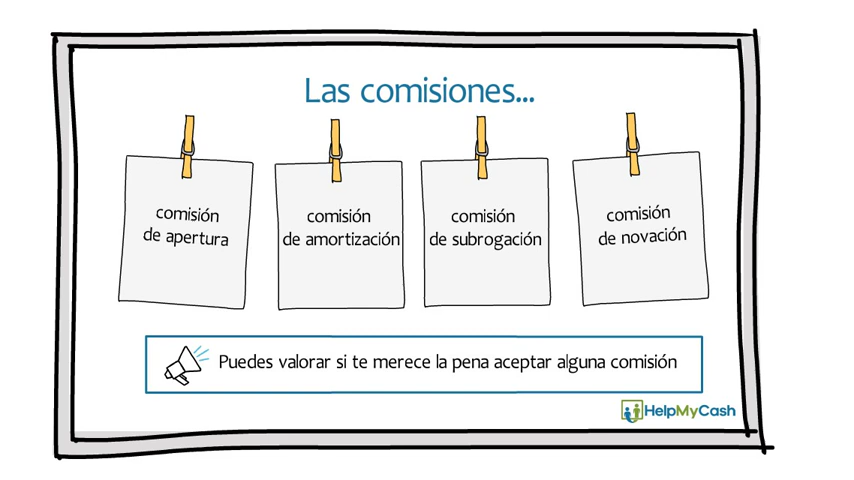 Las comisiones...
comisión
de apertura
comisión
de amortización
comisión
de subrogación
comisión
de novación
Puedes valorar si te merece la pena aceptar alguna comisión
HelpMyCash